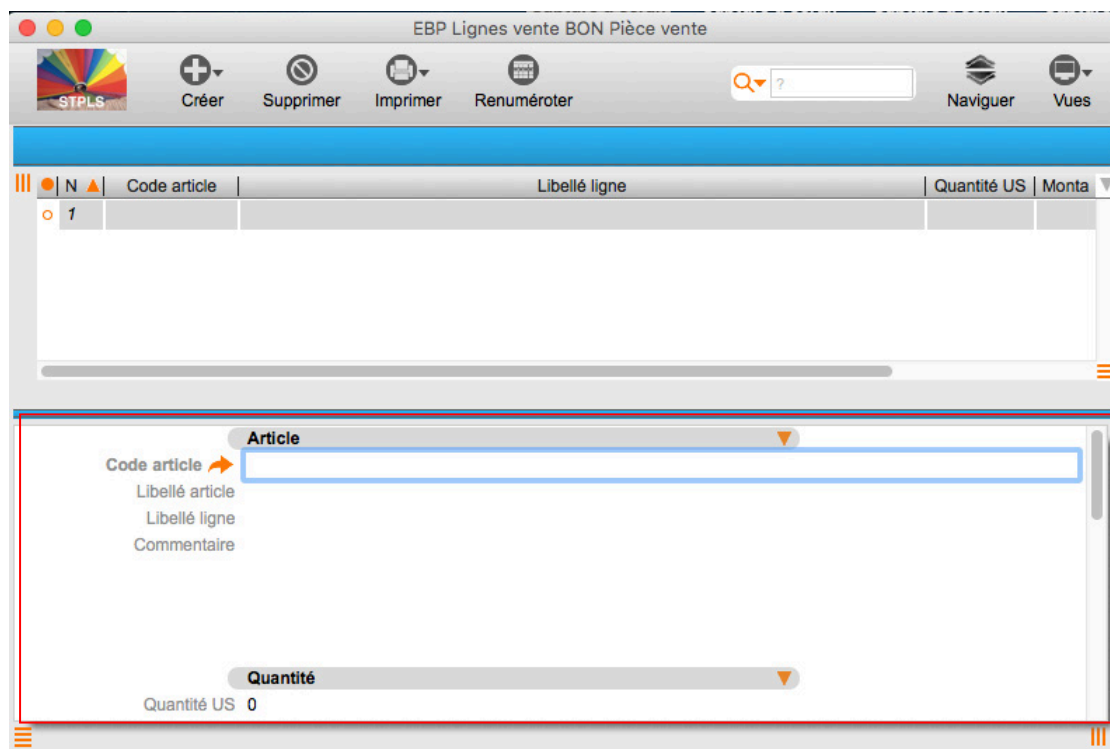 EBP Lignes vente BON Pièce vente
STPLS Créer Supprimer Imprimer Renuméroter ? Naviguer Vues
N Code article Libellé ligne Quantité US Monta
1
Article
Code article
Libellé article
Libellé ligne
Commentaire
Quantité
Quantité US 0